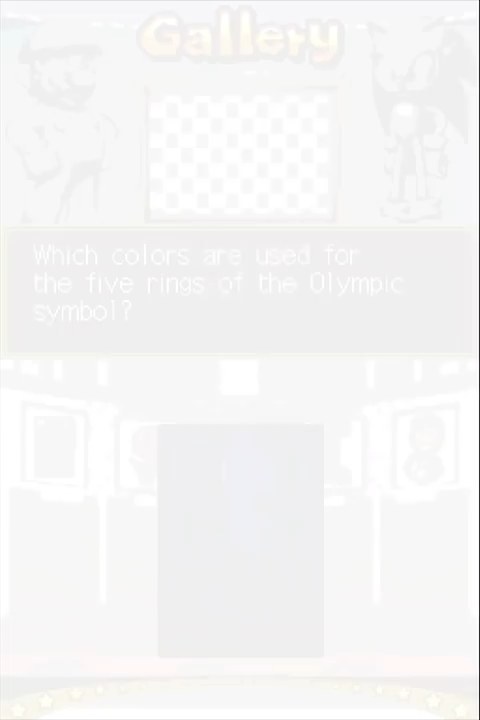 Gallery
Which colors are used for
the five rings of the Olympic
symbol?